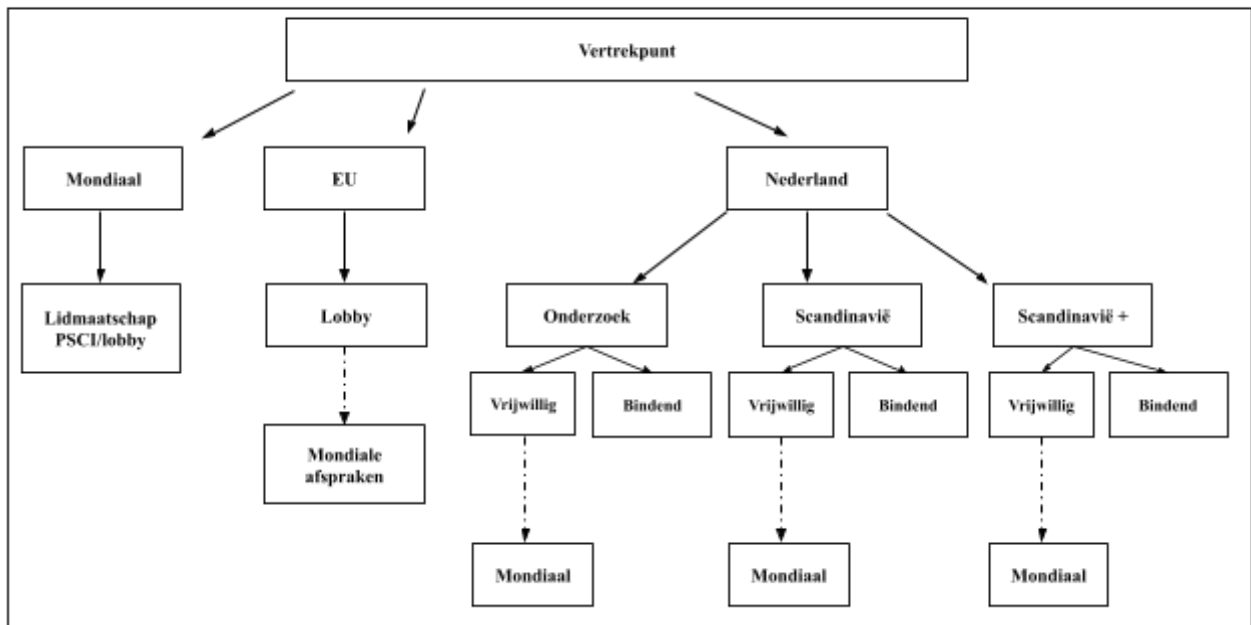 Vertrekpunt
Mondiaal
EU
Nederland
Lidmaatschap
PSCI/lobby
Lobby
Onderzoek
Scandinavië
Scandinavië +
Vrijwillig
Bindend
Vrijwillig
Bindend
Vrijwillig
Bindend
Mondiale
afspraken
Mondiaal
Mondiaal
Mondiaal